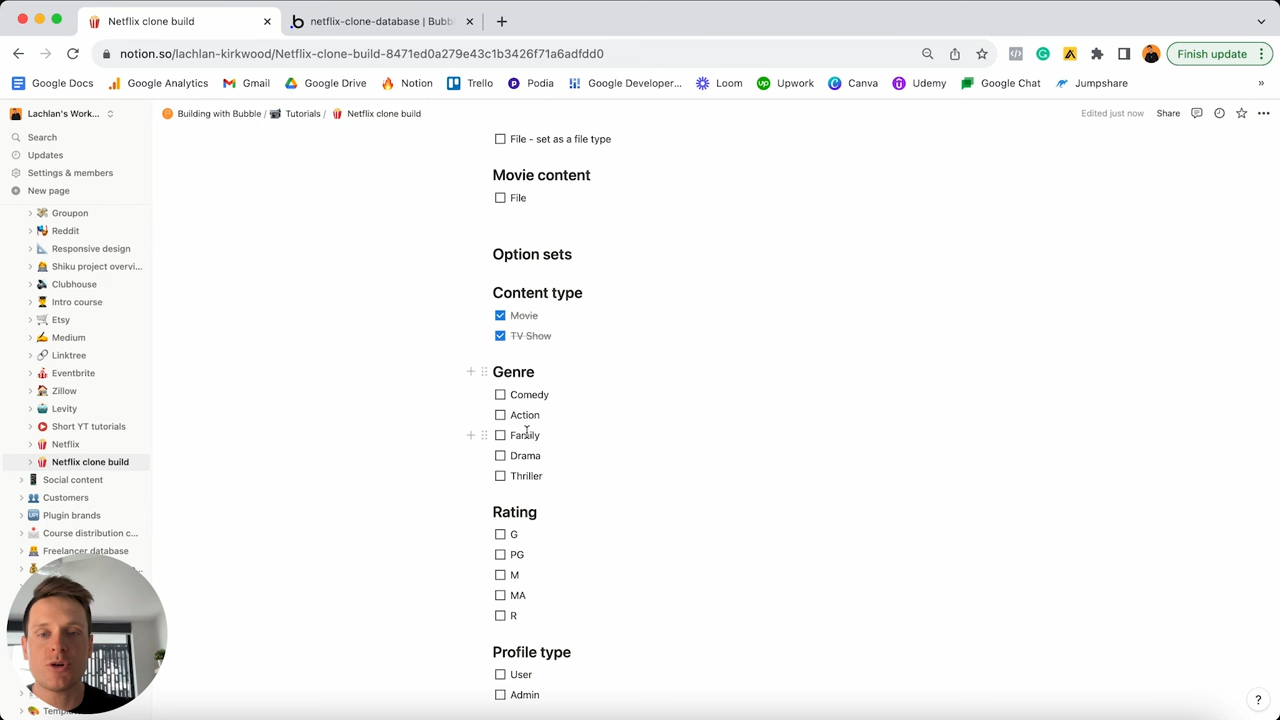 Netflix clone build
netflix-clone-database | Bubb
notion.so/lachlan-kirkwood/Netflix-clone-build-8471ed0a279e43c1b3426f71a6adfdd0
Finish update
Google Docs
Google Analytics
Gmail
Google Drive
Notion
Trello
Podia
Google Developer...
Loom
Upwork
Canva
Udemy
Google Chat
Jumpshare
»
Lachlan's Work...
Building with Bubble / Tutorials / Netflix clone build
Edited just now
Share
Search
Updates
Settings & members
New page
Groupon
Reddit
Responsive design
Shiku project overvi...
Clubhouse
Intro course
Etsy
Medium
Linktree
Eventbrite
Zillow
Levity
Short YT tutorials
Netflix
Netflix clone build
Social content
Customers
Plugin brands
Course distribution c...
Freelancer database
File - set as a file type
Movie content
File
Option sets
Content type
Movie
TV Show
Genre
Comedy
Action
Family
Drama
Thriller
Rating
G
PG
M
MA
R
Profile type
User
Admin
?